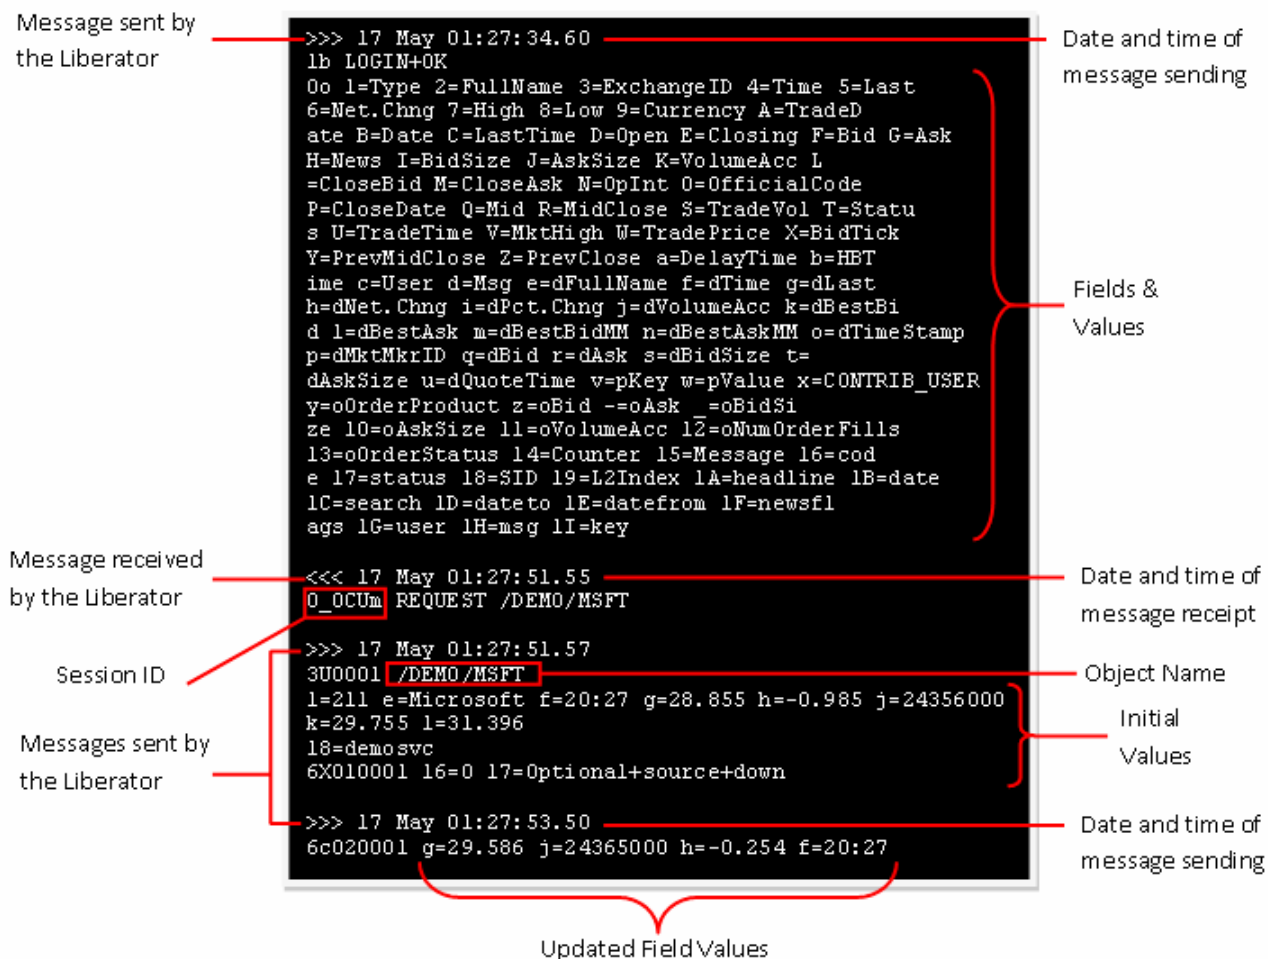 Message sent by
the Liberator
>>> 17 May 01:27:34.60
Date and time of
message sending
lb LOGIN+OK
0o 1=Type 2=FullName 3=ExchangeID 4=Time 5=Last
6=Net.Chng 7=High 8=Low 9=Currency A=TradeD
ate B=Date C=LastTime D=Open E=Closing F=Bid G=Ask
H=News I=BidSize J=AskSize K=VolumeAcc L
=CloseBid M=CloseAsk N=OpInt O=OfficialCode
P=CloseDate Q=Mid R=MidClose S=TradeVol T=Statu
s U=TradeTime V=MktHigh W=TradePrice X=BidTick
Y=PrevMidClose Z=PrevClose a=DelayTime b=HBT
ime c=User d=Msg e=dFullName f=dTime g=dLast
h=dNet.Chng i=dPct.Chng j=dVolumeAcc k=dBestBi
d l=dBestAsk m=dBestBidMM n=dBestAskMM o=dTimeStamp
p=dMktMkrID q=dBid r=dAsk s=dBidSize t=
dAskSize u=dQuoteTime v=pKey w=pValue x=CONTRIB_USER
y=oOrderProduct z=oBid -=oAsk _=oBidSi
ze 10=oAskSize 11=oVolumeAcc 12=oNumOrderFills
13=oOrderStatus 14=Counter 15=Message 16=cod
e 17=status 18=SID 19=L2Index 1A=headline 1B=date
1C=search 1D=dateto 1E=datefrom 1F=newsfl
ags 1G=user 1H=msg 1I=key
Fields &
Values
Message received
by the Liberator
<<< 17 May 01:27:51.55
0_0CUm REQUEST /DEMO/MSFT
Date and time of
message receipt
Session ID
>>> 17 May 01:27:51.57
3U0001 /DEMO/MSFT
Object Name
1=211 e=Microsoft f=20:27 g=28.855 h=-0.985 j=24356000
k=29.755 l=31.396
18=demosvc
6X010001 16=0 17=Optional+source+down
Initial
Values
Messages sent by
the Liberator
>>> 17 May 01:27:53.50
6c020001 g=29.586 j=24365000 h=-0.254 f=20:27
Date and time of
message sending
Updated Field Values